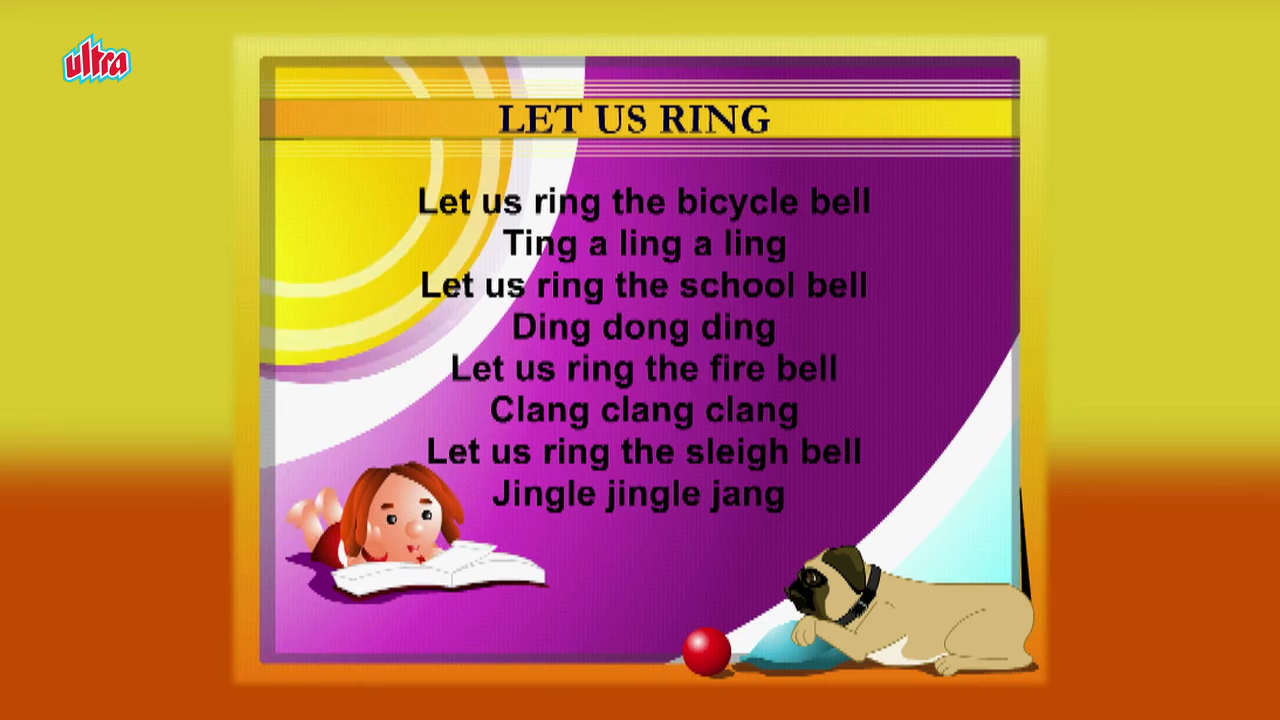 ultra
LET US RING
Let us ring the bicycle bell
Ting a ling a ling
Let us ring the school bell
Ding dong ding
Let us ring the fire bell
Clang clang clang
Let us ring the sleigh bell
Jingle jingle jang